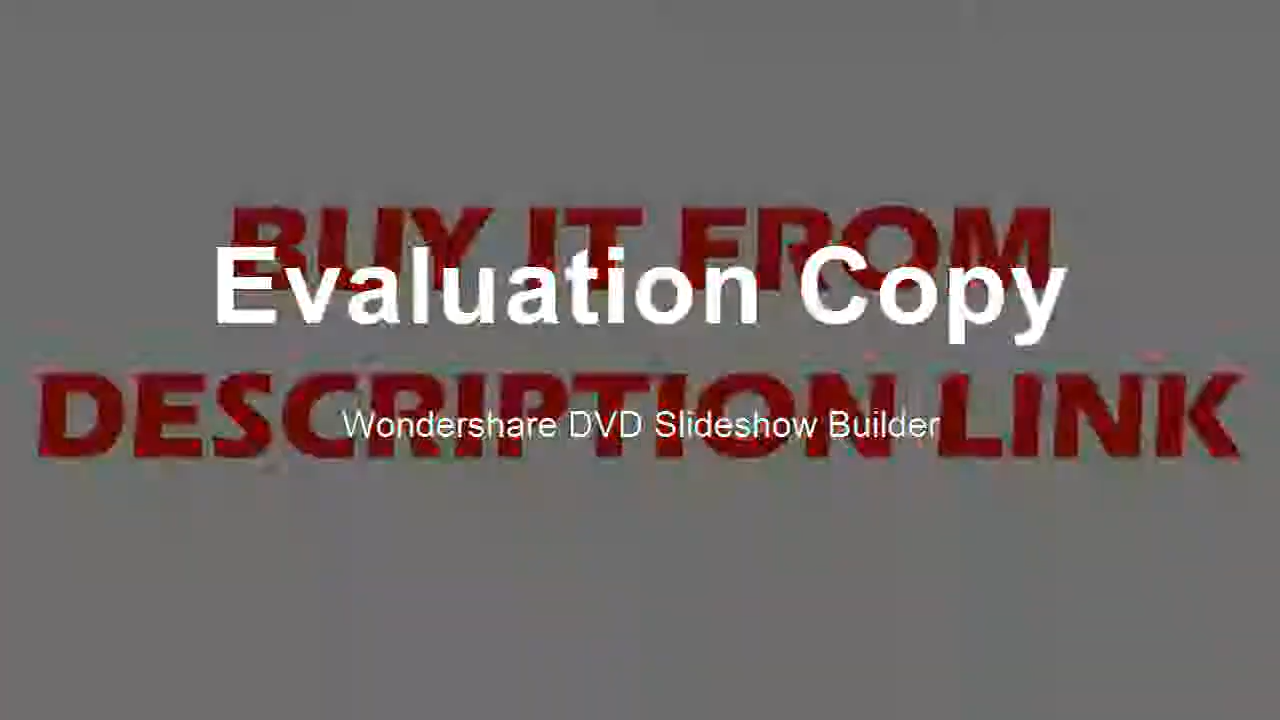 BUY IT FROM
Evaluation Copy
DESCRIPTION LINK
Wondershare DVD Slideshow Builder